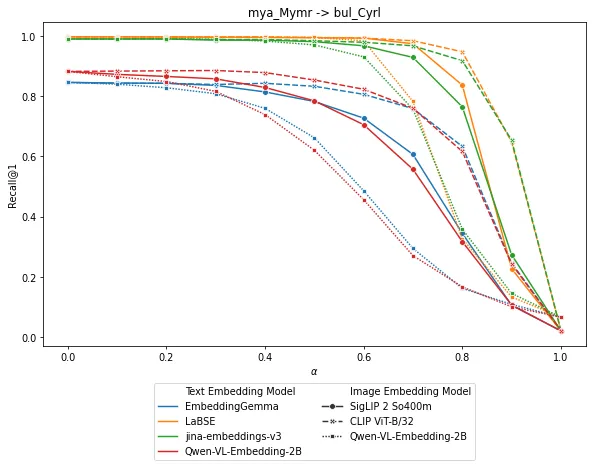 mya_Mymr -> bul_Cyrl
1.0
0.8
0.6
0.4
0.2
0.0
Recall@1
0.0 0.2 0.4 0.6 0.8 1.0
α
Text Embedding Model Image Embedding Model
EmbeddingGemma SigLIP 2 So400m
LaBSE CLIP ViT-B/32
jina-embeddings-v3 Qwen-VL-Embedding-2B
Qwen-VL-Embedding-2B